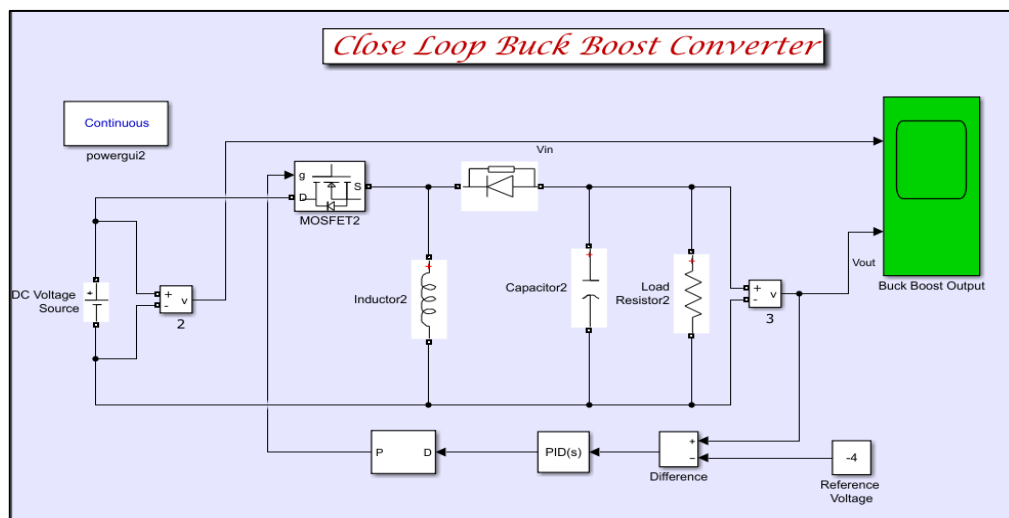 Close Loop Buck Boost Converter
Continuous
powergui2
Vin
g
D
S
MOSFET2
DC Voltage
Source
+
+
-
v
2
+
Inductor2
+
Capacitor2
+
Load
Resistor2
+
-
v
3
Vout
Buck Boost Output
P
D
PID(s)
+
−
Difference
-4
Reference
Voltage